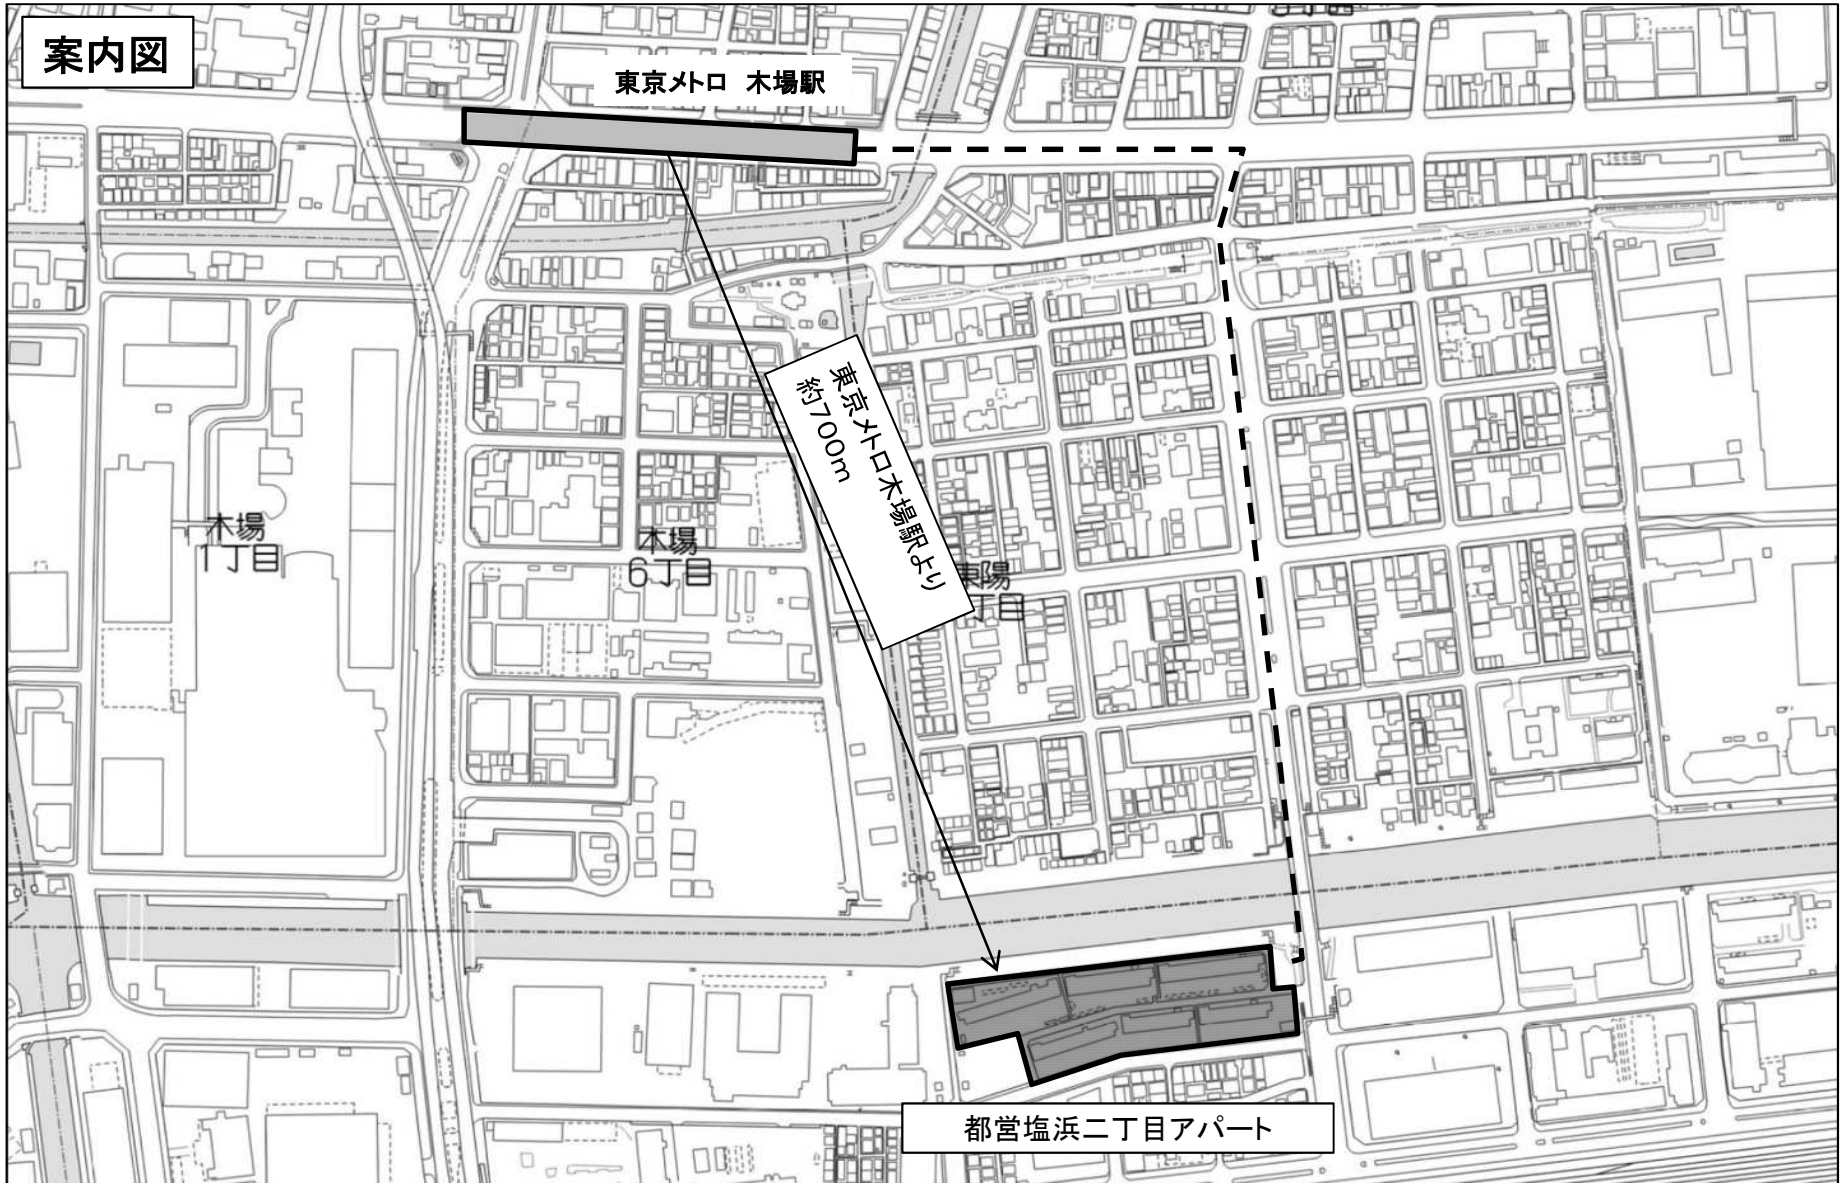 案内図
東京メトロ 木場駅
東京メトロ木場駅より
約700m
木場
1丁目
木場
6丁目
東陽
丁目
都営塩浜二丁目アパート